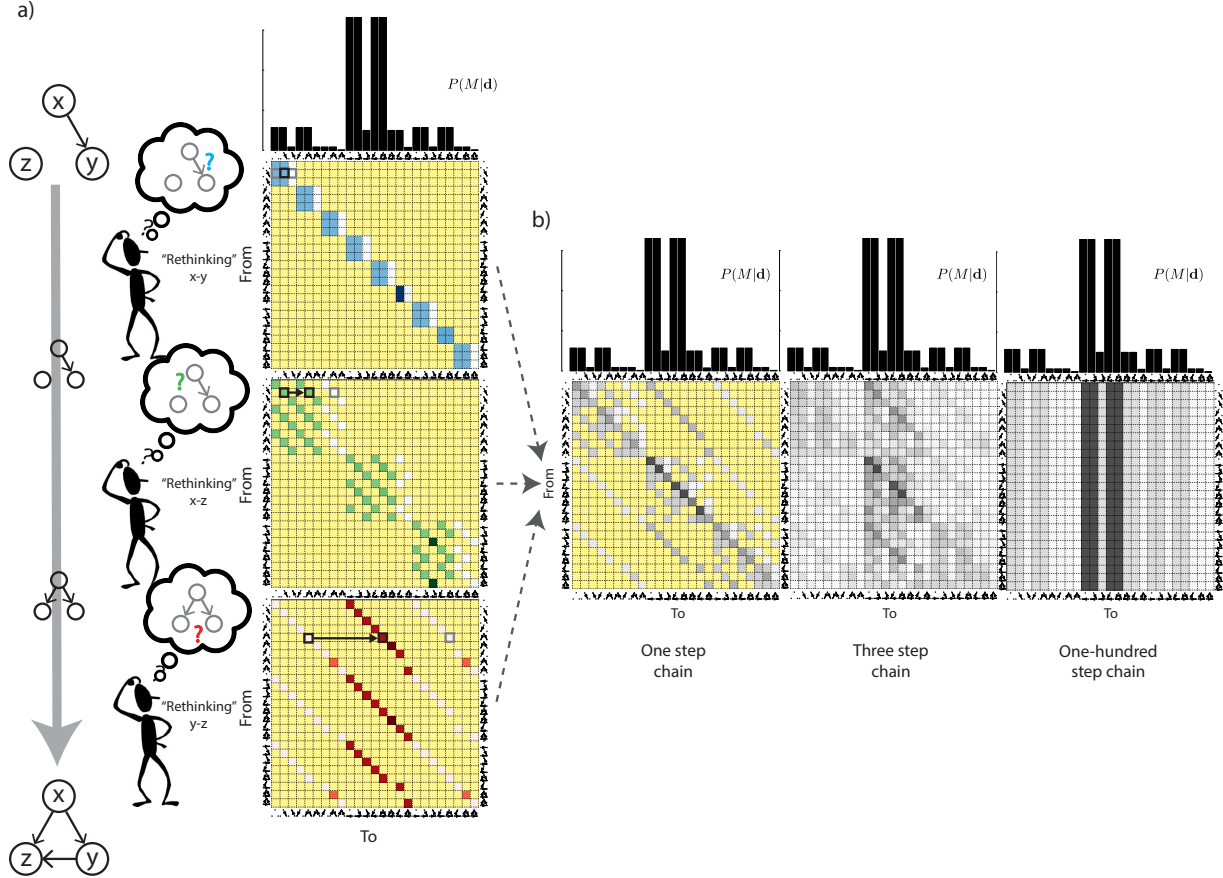 a)
P(M|d)
x
z
y
?
"Rethinking"
x-y
From
?
"Rethinking"
x-z
From
?
"Rethinking"
y-z
From
To
x
z
y
b)
P(M|d)
P(M|d)
P(M|d)
From
To
To
To
One step
chain
Three step
chain
One-hundred
step chain